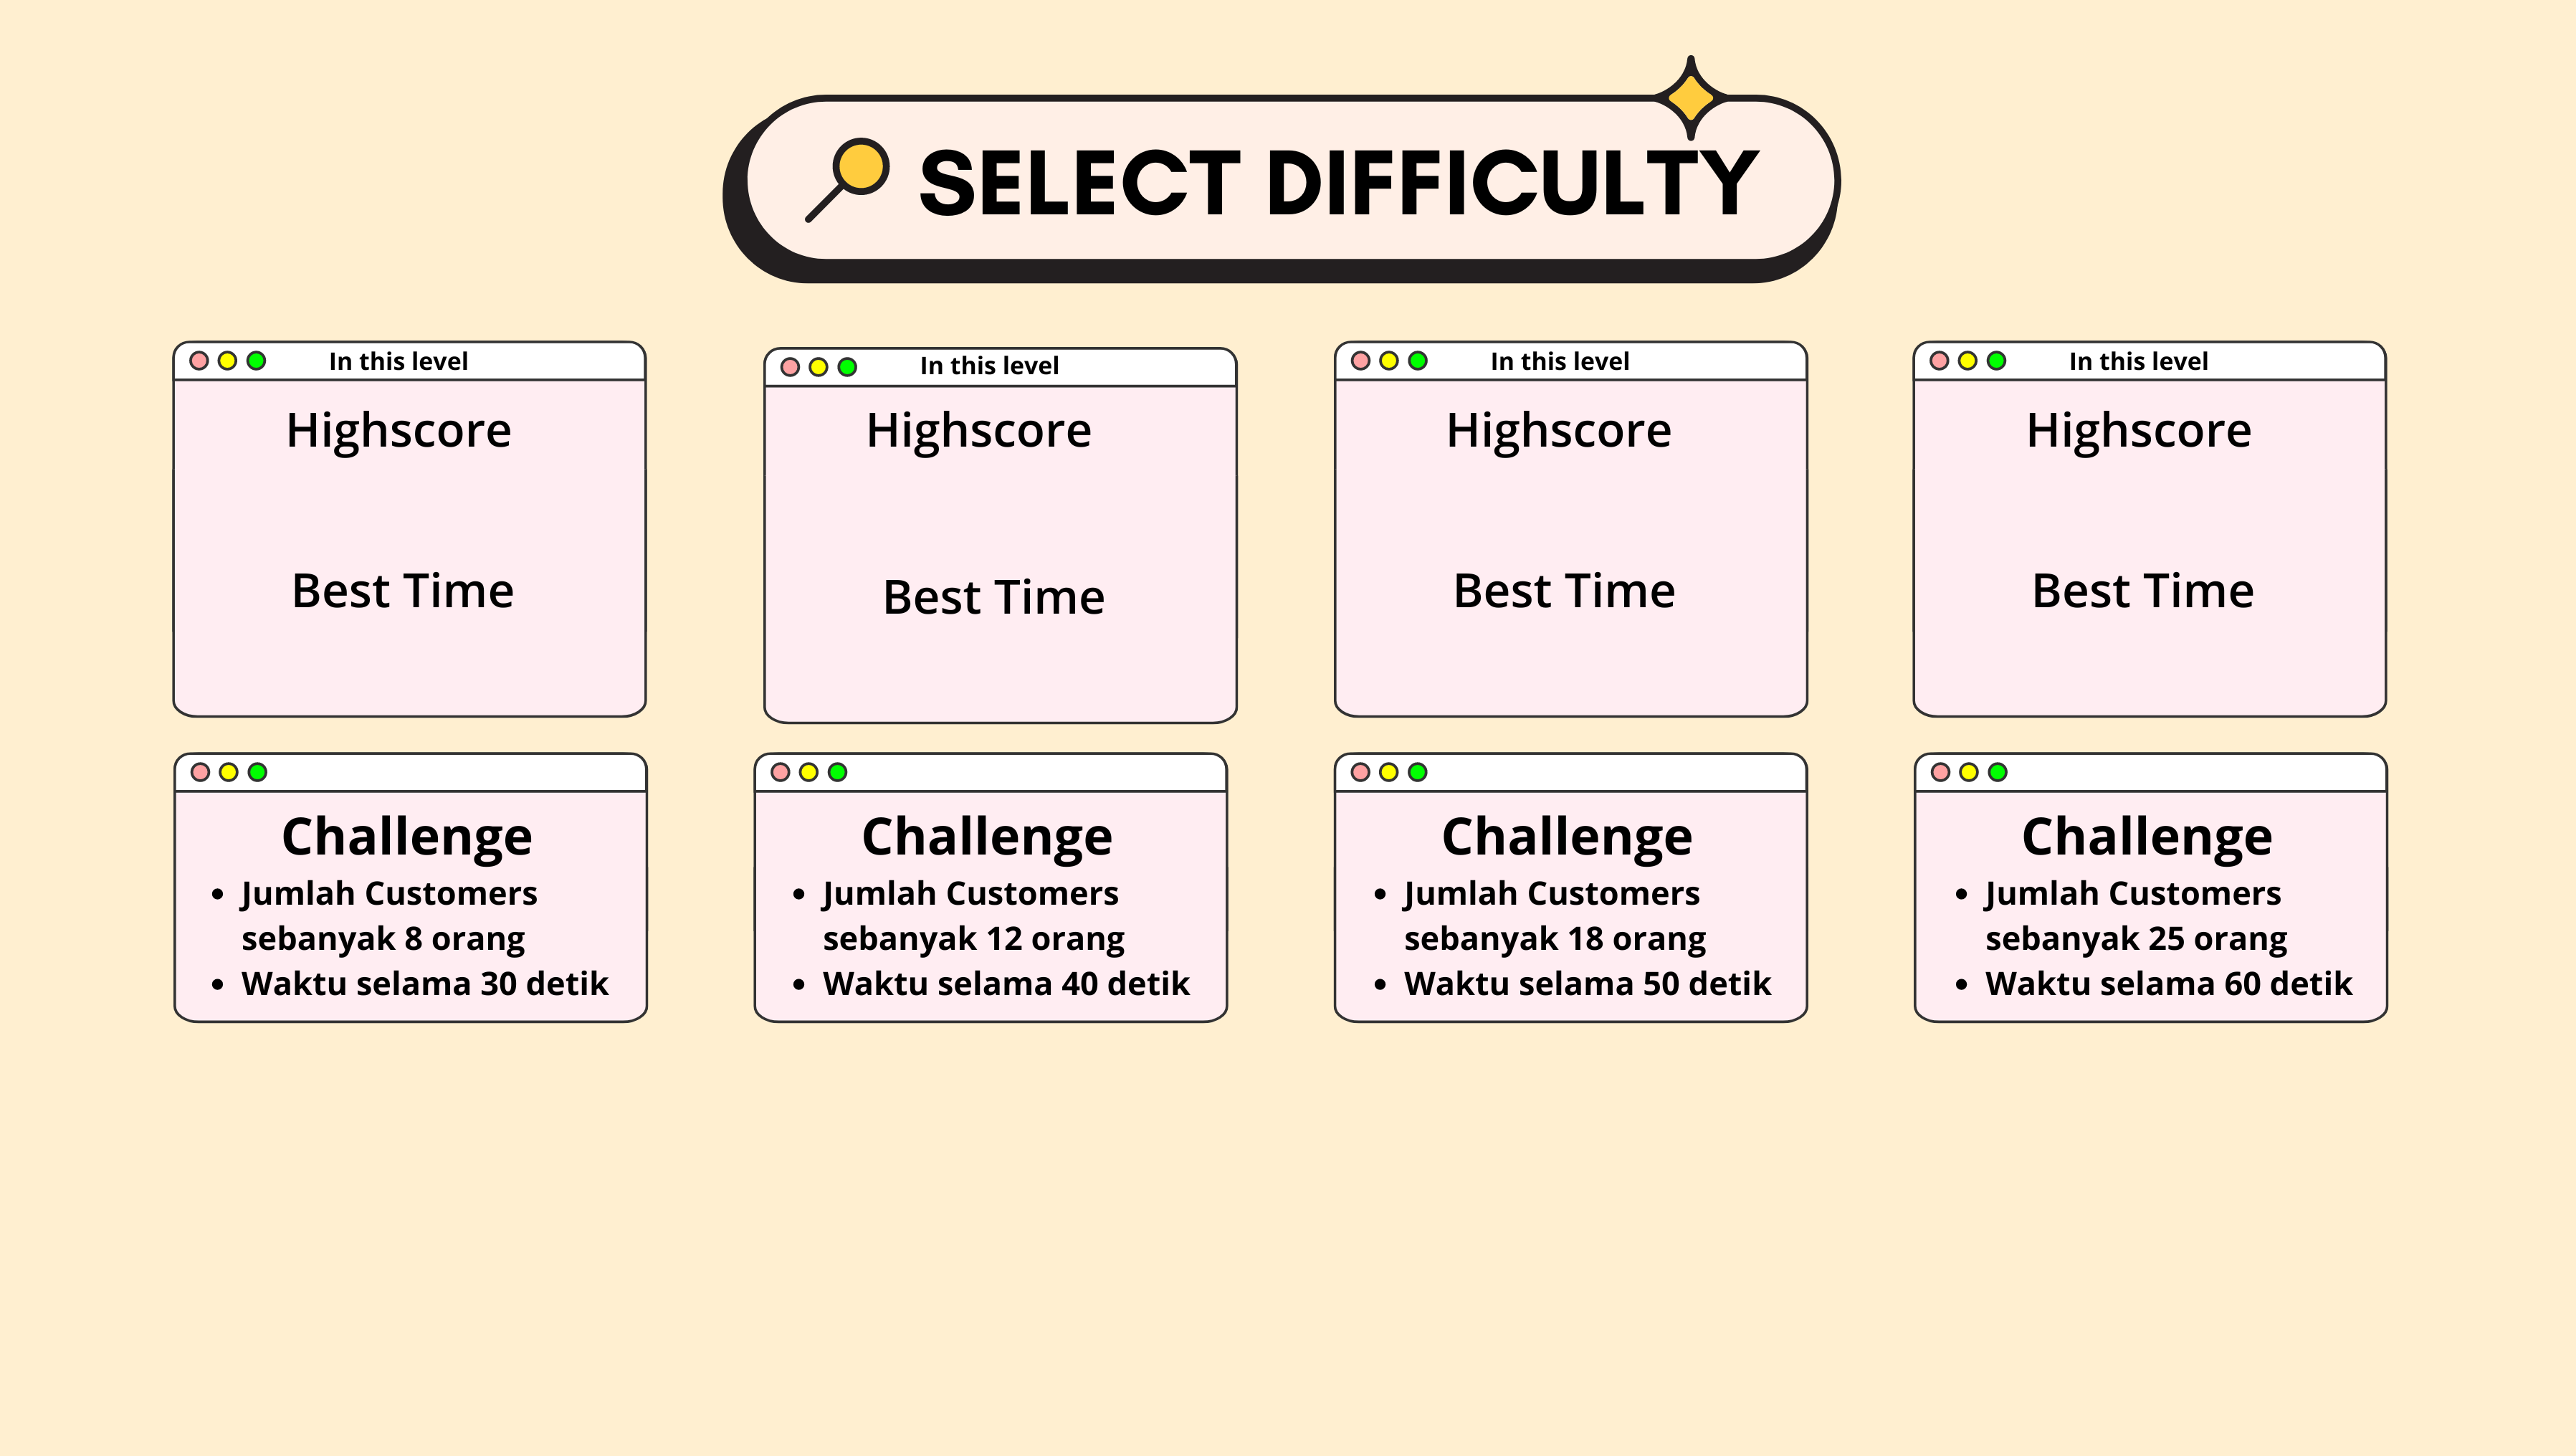 SELECT DIFFICULTY
In this level
Highscore
Best Time
In this level
Highscore
Best Time
In this level
Highscore
Best Time
In this level
Highscore
Best Time
Challenge
• Jumlah Customers
sebanyak 8 orang
• Waktu selama 30 detik
Challenge
• Jumlah Customers
sebanyak 12 orang
• Waktu selama 40 detik
Challenge
• Jumlah Customers
sebanyak 18 orang
• Waktu selama 50 detik
Challenge
• Jumlah Customers
sebanyak 25 orang
• Waktu selama 60 detik